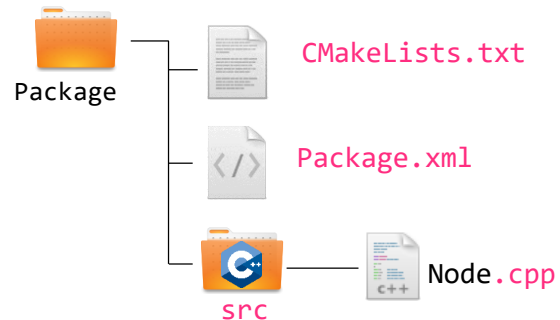 Package
CMakeLists.txt
Package.xml
C++
src
Node.cpp
C++